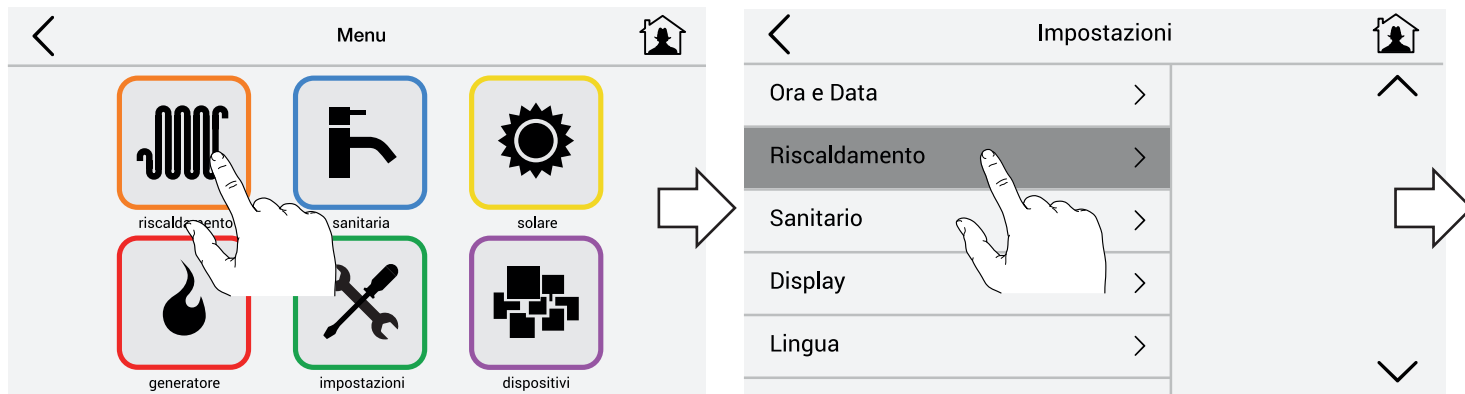 Menu
riscaldamento
sanitaria
solare
generatore
impostazioni
dispositivi
Impostazioni
Ora e Data
Riscaldamento
Sanitario
Display
Lingua